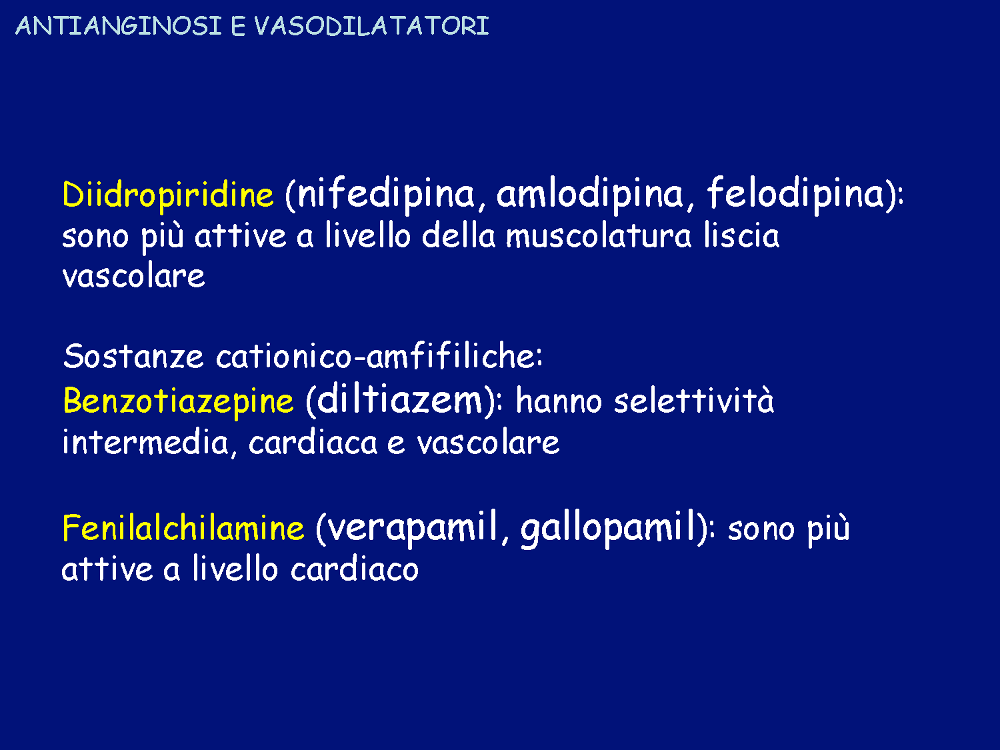 ANTIANGINOSI E VASODILATATORI
Diidropiridine (nifedipina, amlodipina, felodipina):
sono più attive a livello della muscolatura liscia
vascolare
Sostanze cationico-amfifiliche:
Benzotiazepine (diltiazem): hanno selettività
intermedia, cardiaca e vascolare
Fenilalchilamine (verapamil, gallopamil): sono più
attive a livello cardiaco